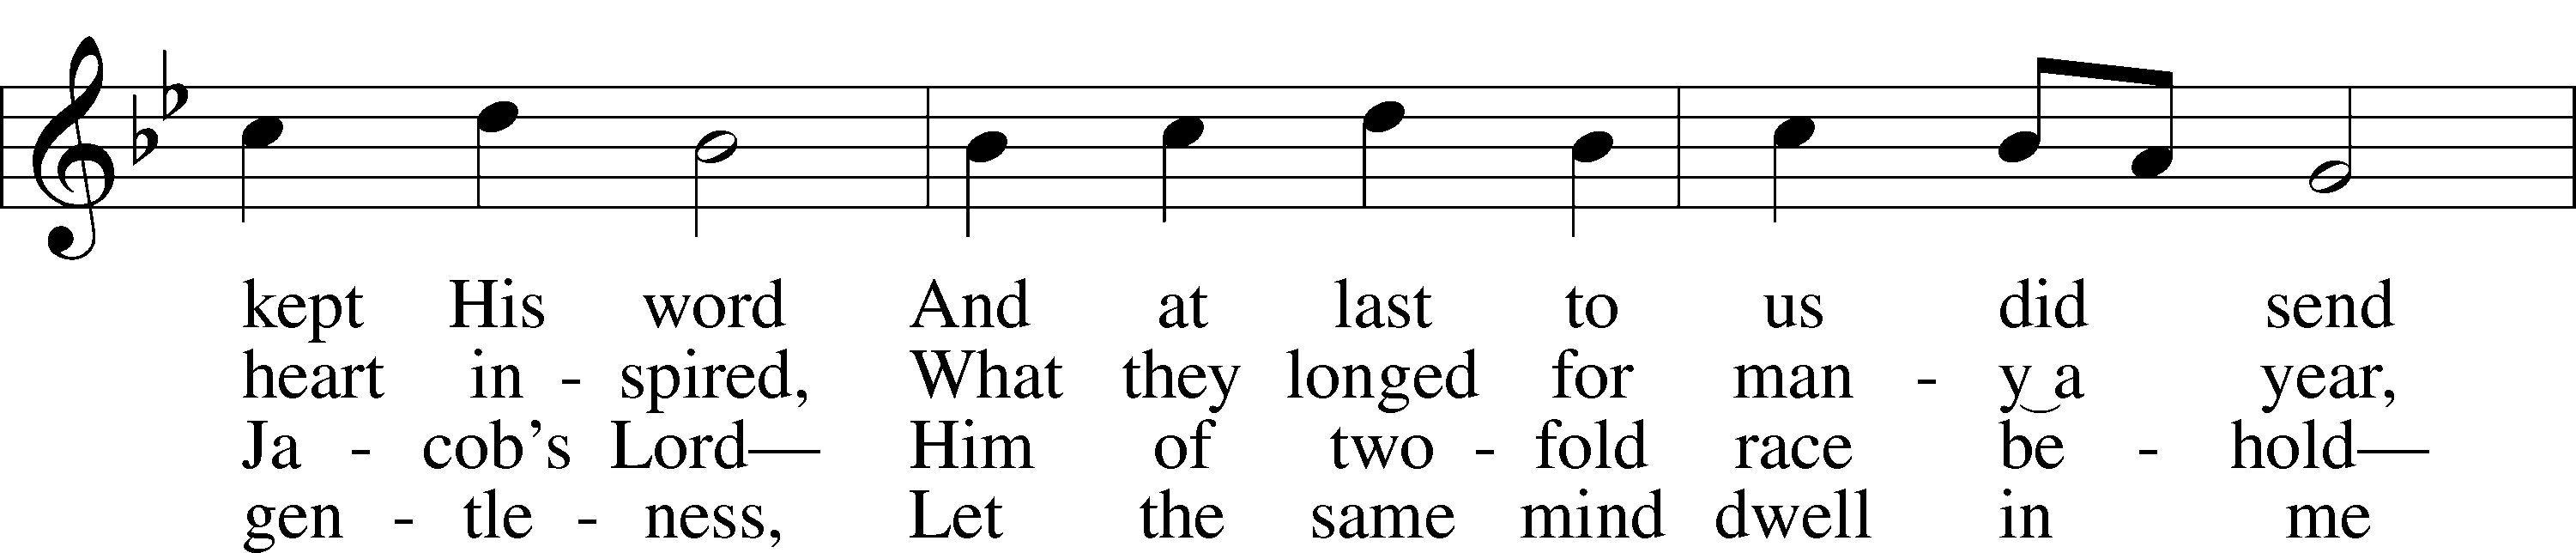 kept His word And at last to us did send
heart in - spired, What they longed for man - y‿a year,
Ja - cob’s Lord— Him of two - fold race be - hold—
gen - tle - ness, Let the same mind dwell in me